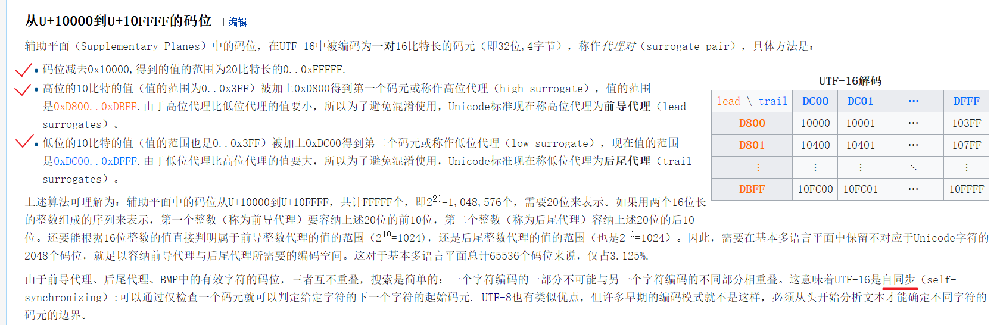 从U+10000到U+10FFFF的码位 [编辑]
辅助平面（Supplementary Planes）中的码位，在UTF-16中被编码为一对16比特长的码元（即32位,4字节），称作代理对（surrogate pair），具体方法是：
• 码位减去0x10000,得到的值的范围为20比特长的0..0xFFFFF.
• 高位的10比特的值（值的范围为0..0x3FF）被加上0xD800得到第一个码元或称作高位代理（high surrogate），值的范围
是0xD800..0xDBFF.由于高位代理比低位代理的值要小，所以为了避免混淆使用，Unicode标准现在称高位代理为前导代理（lead
surrogates）。
• 低位的10比特的值（值的范围也是0..0x3FF）被加上0xDC00得到第二个码元或称作低位代理（low surrogate），现在值的范围
是0xDC00..0xDFFF.由于低位代理比高位代理的值要大，所以为了避免混淆使用，Unicode标准现在称低位代理为后尾代理（trail
surrogates）。
UTF-16解码
lead \ trail DC00 DC01 … DFFF
D800 10000 10001 … 103FF
D801 10400 10401 … 107FF
⋮ ⋮ ⋮ ⋱ ⋮
DBFF 10FC00 10FC01 … 10FFFF
上述算法可理解为：辅助平面中的码位从U+10000到U+10FFFF，共计FFFFF个，即2²⁰=1,048,576个，需要20位来表示。如果用两个16位长
的整数组成的序列来表示，第一个整数（称为前导代理）要容纳上述20位的前10位，第二个整数（称为后尾代理）容纳上述20位的后10
位。还要能根据16位整数的值直接判明属于前导整数代理的值的范围（2¹⁰=1024)，还是后尾整数代理的值的范围（也是2¹⁰=1024）。因此，需要在基本多语言平面中保留不对应于Unicode字符的
2048个码位，就足以容纳前导代理与后尾代理所需要的编码空间。这对于基本多语言平面总计65536个码位来说，仅占3.125%.
由于前导代理、后尾代理、BMP中的有效字符的码位，三者互不重叠，搜索是简单的：一个字符编码的一部分不可能与另一个字符编码的不同部分相重叠。这意味着UTF-16是自同步（self-
synchronizing）:可以通过仅检查一个码元就可以判定给定字符的下一个字符的起始码元. UTF-8也有类似优点，但许多早期的编码模式就不是这样，必须从头开始分析文本才能确定不同字符的
码元的边界。